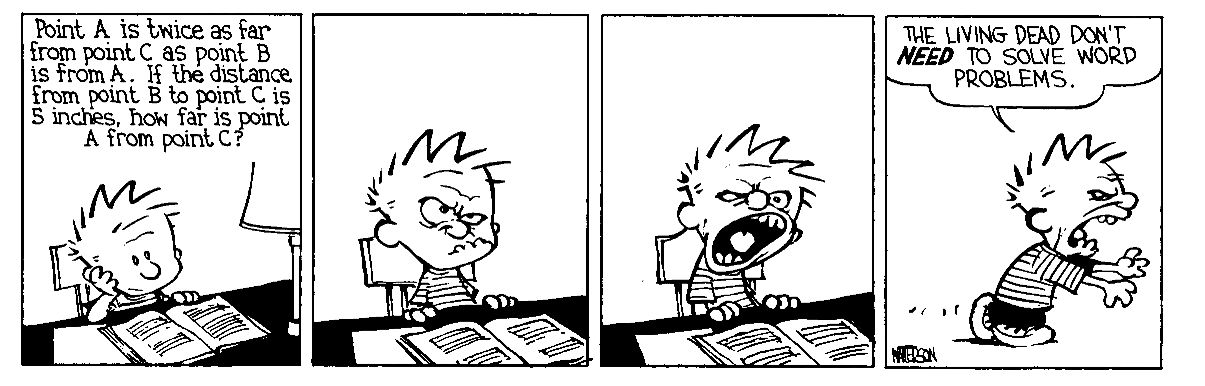 Point A is twice as far
from point C as point B
is from A. If the distance
from point B to point C is
5 inches, how far is point
A from point C?
THE LIVING DEAD DON'T
NEED TO SOLVE WORD
PROBLEMS.
WATTERSON